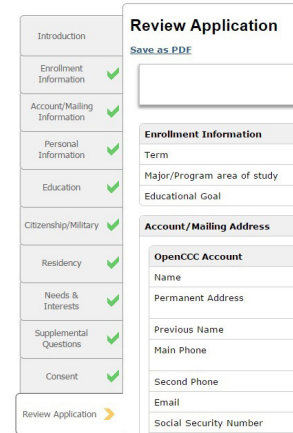 Review Application
Save as PDF
Introduction
Enrollment
Information
Account/Mailing
Information
Personal
Information
Education
Citizenship/Military
Residency
Needs &
Interests
Supplemental
Questions
Consent
Review Application
Enrollment Information
Term
Major/Program area of study
Educational Goal
Account/Mailing Address
OpenCCC Account
Name
Permanent Address
Previous Name
Main Phone
Second Phone
Email
Social Security Number